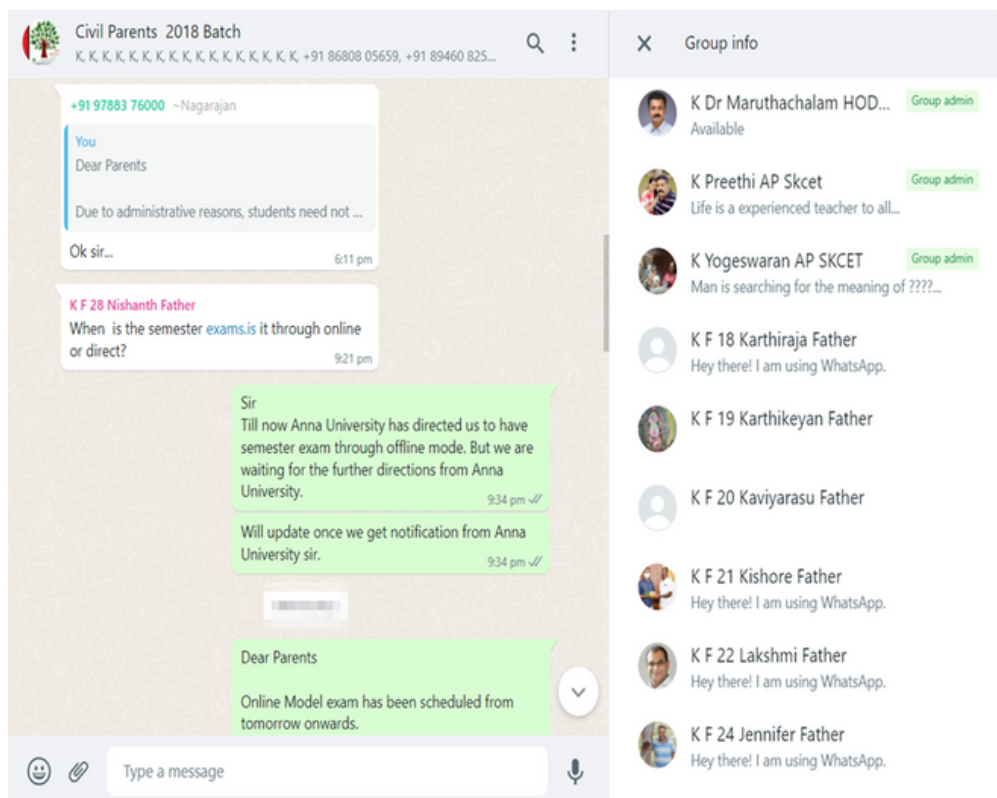 Civil Parents 2018 Batch
K, K, K, K, K, K, K, K, K, K, K, K, K, K, K, K, K, +91 86808 05659, +91 89460 825...
+91 97883 76000 ~Nagarajan
You
Dear Parents
Due to administrative reasons, students need not ...
Ok sir...
6:11 pm
K F 28 Nishanth Father
When is the semester exams.is it through online
or direct?
9:21 pm
Sir
Till now Anna University has directed us to have
semester exam through offline mode. But we are
waiting for the further directions from Anna
University.
9:34 pm
Will update once we get notification from Anna
University sir.
9:34 pm
Dear Parents
Online Model exam has been scheduled from
tomorrow onwards.
Type a message
Group info
K Dr Maruthachalam HOD...
Group admin
Available
K Preethi AP Skcet
Group admin
Life is a experienced teacher to all...
K Yogeswaran AP SKCET
Group admin
Man is searching for the meaning of ????...
K F 18 Karthiraja Father
Hey there! I am using WhatsApp.
K F 19 Karthikeyan Father
K F 20 Kaviyarasu Father
K F 21 Kishore Father
Hey there! I am using WhatsApp.
K F 22 Lakshmi Father
Hey there! I am using WhatsApp.
K F 24 Jennifer Father
Hey there! I am using WhatsApp.